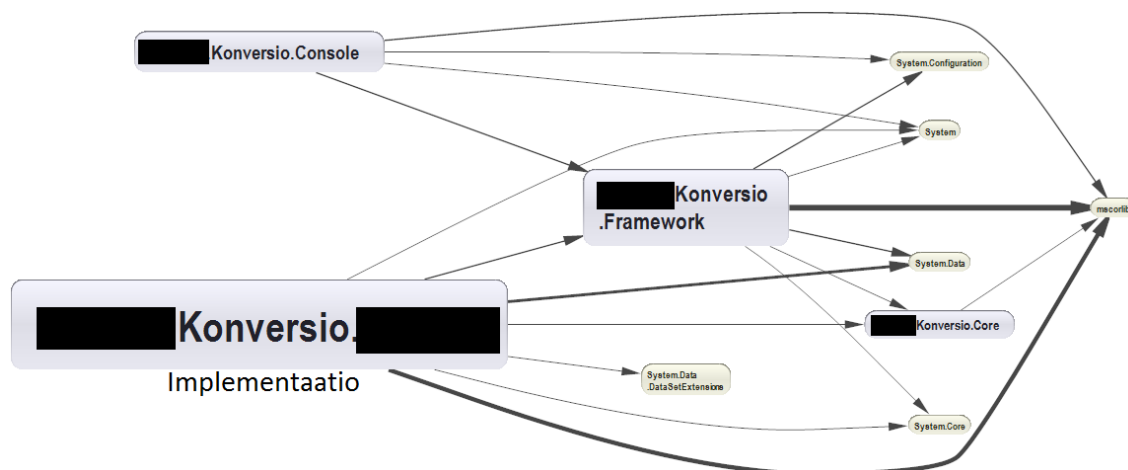 Konversio.Console
System.Configuration
System
Konversio
.Framework
mscorlib
System.Data
Konversio.
Konversio.Core
Implementaatio
System.Data
.DataSetExtensions
System.Core